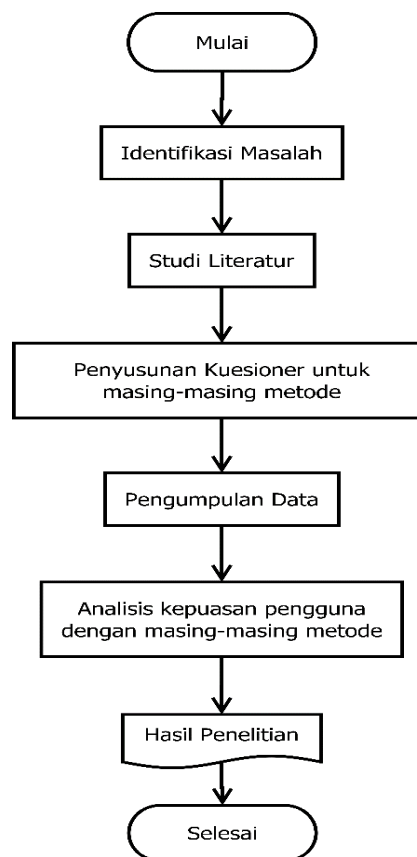 Mulai
Identifikasi Masalah
Studi Literatur
Penyusunan Kuesioner untuk
masing-masing metode
Pengumpulan Data
Analisis kepuasan pengguna
dengan masing-masing metode
Hasil Penelitian
Selesai